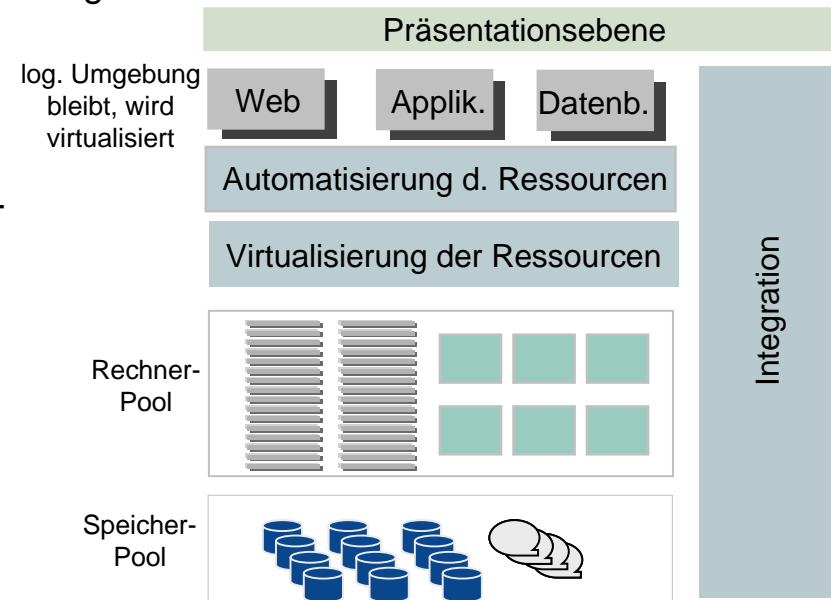 Präsentationsebene
log. Umgebung
bleibt, wird
virtualisiert
Web
Applik.
Datenb.
Automatisierung d. Ressourcen
Virtualisierung der Ressourcen
Integration
Rechner-
Pool
Speicher-
Pool